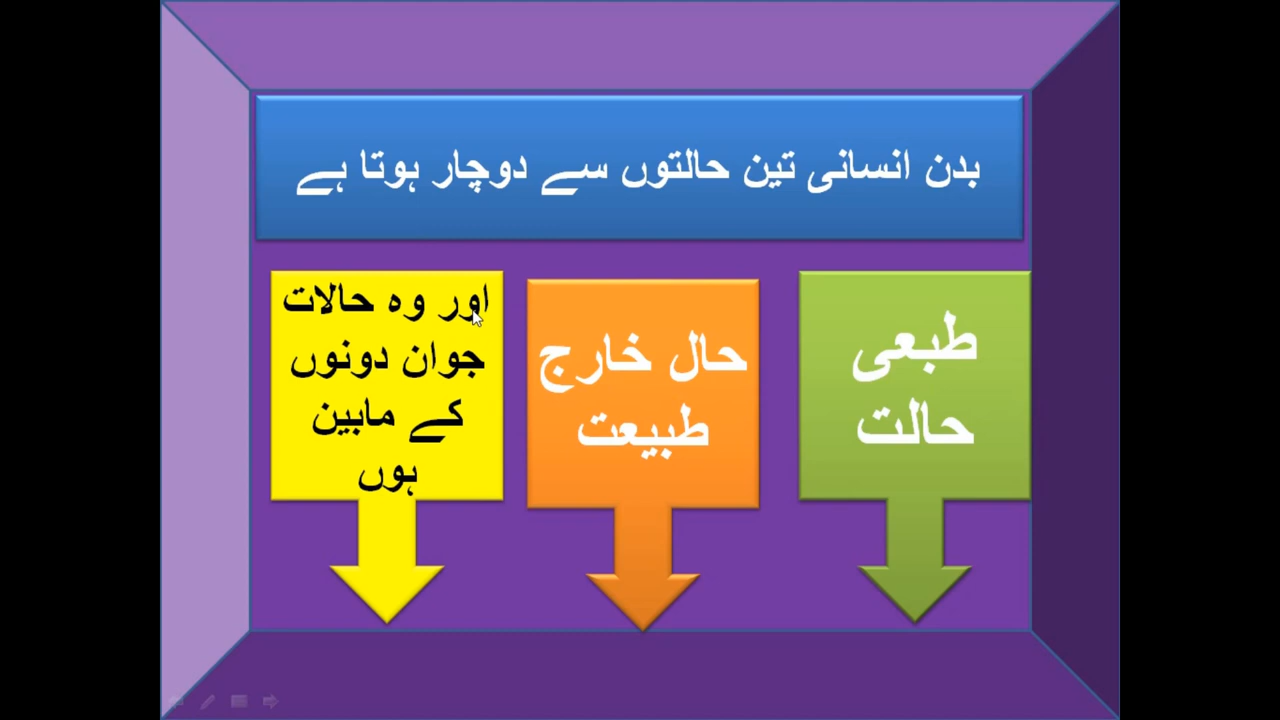 بدن انسانی تین حالتوں سے دوچار ہوتا ہے
طبعی
حالت
حال خارج
طبیعت
اور وہ حالات
جوان دونوں
کے مابین
ہوں